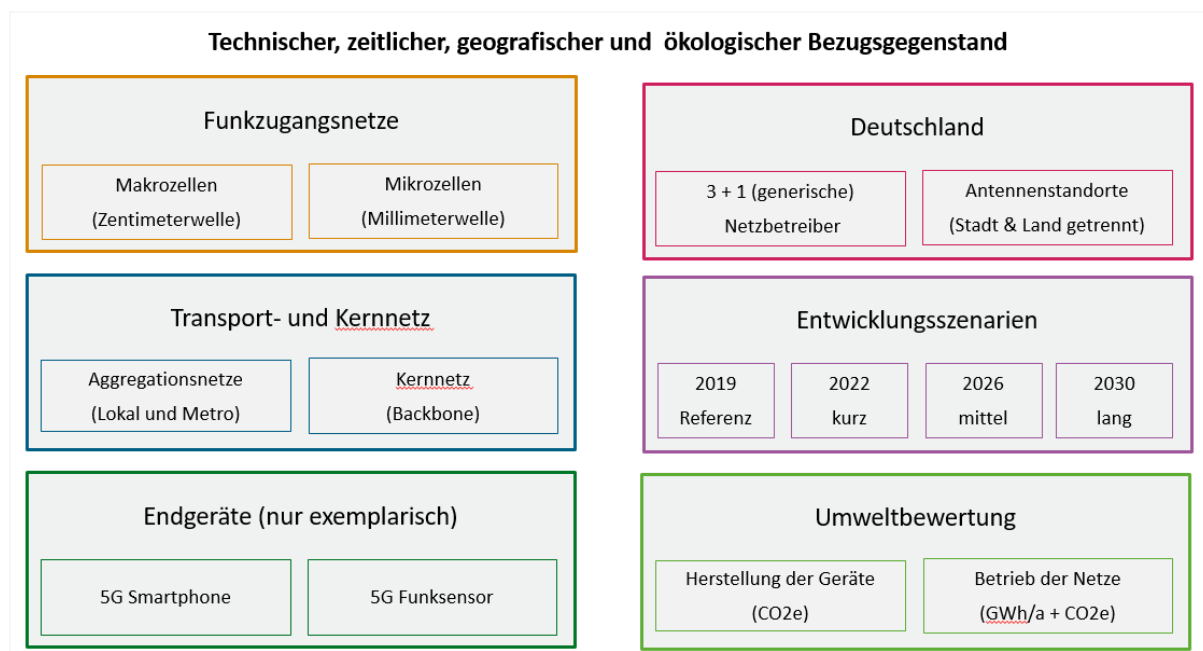 Technischer, zeitlicher, geografischer und ökologischer Bezugsgegenstand
Funkzugangsnetze
Makrozellen
(Zentimeterwelle)
Mikrozellen
(Millimeterwelle)
Transport- und Kernnetz
Aggregationsnetze
(Lokal und Metro)
Kernnetz
(Backbone)
Endgeräte (nur exemplarisch)
5G Smartphone
5G Funksensor
Deutschland
3 + 1 (generische)
Netzbetreiber
Antennenstandorte
(Stadt & Land getrennt)
Entwicklungsszenarien
2019
Referenz
2022
kurz
2026
mittel
2030
lang
Umweltbewertung
Herstellung der Geräte
(CO2e)
Betrieb der Netze
(GWh/a + CO2e)